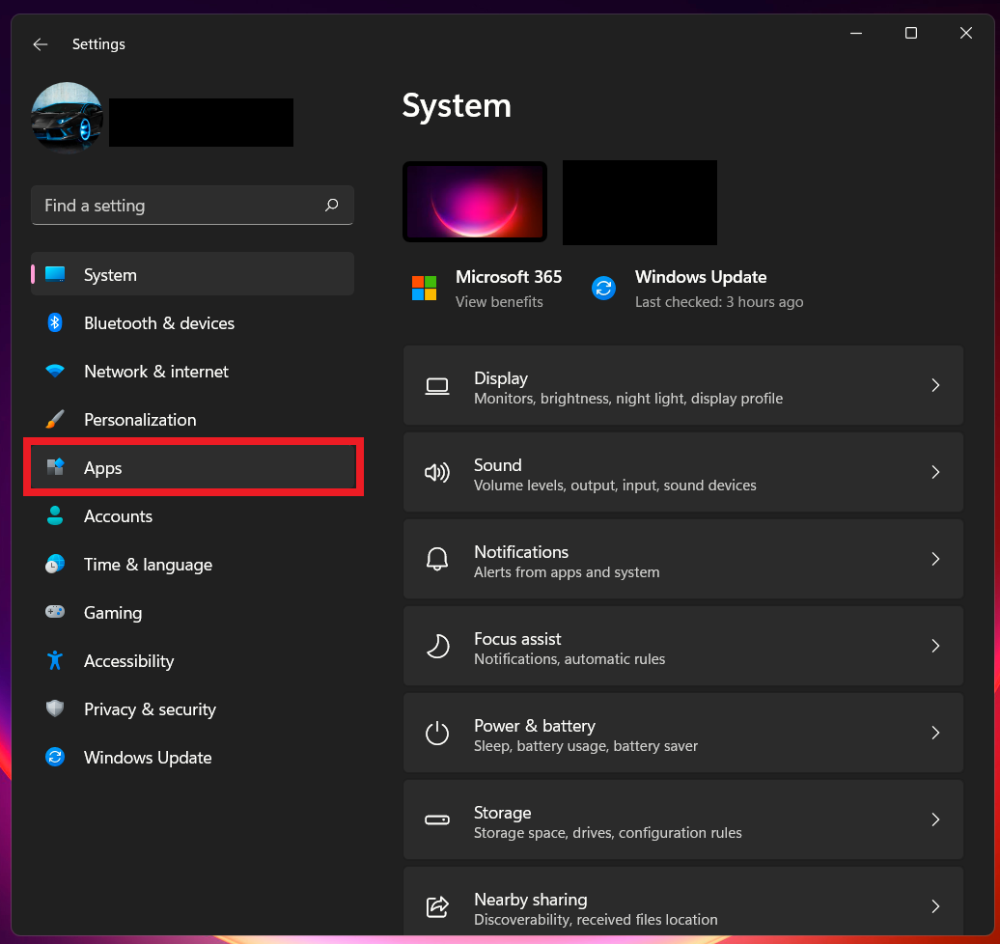 Settings
Find a setting
System
Bluetooth & devices
Network & internet
Personalization
Apps
Accounts
Time & language
Gaming
Accessibility
Privacy & security
Windows Update
System
Microsoft 365
View benefits
Windows Update
Last checked: 3 hours ago
Display
Monitors, brightness, night light, display profile
Sound
Volume levels, output, input, sound devices
Notifications
Alerts from apps and system
Focus assist
Notifications, automatic rules
Power & battery
Sleep, battery usage, battery saver
Storage
Storage space, drives, configuration rules
Nearby sharing
Discoverability, received files location